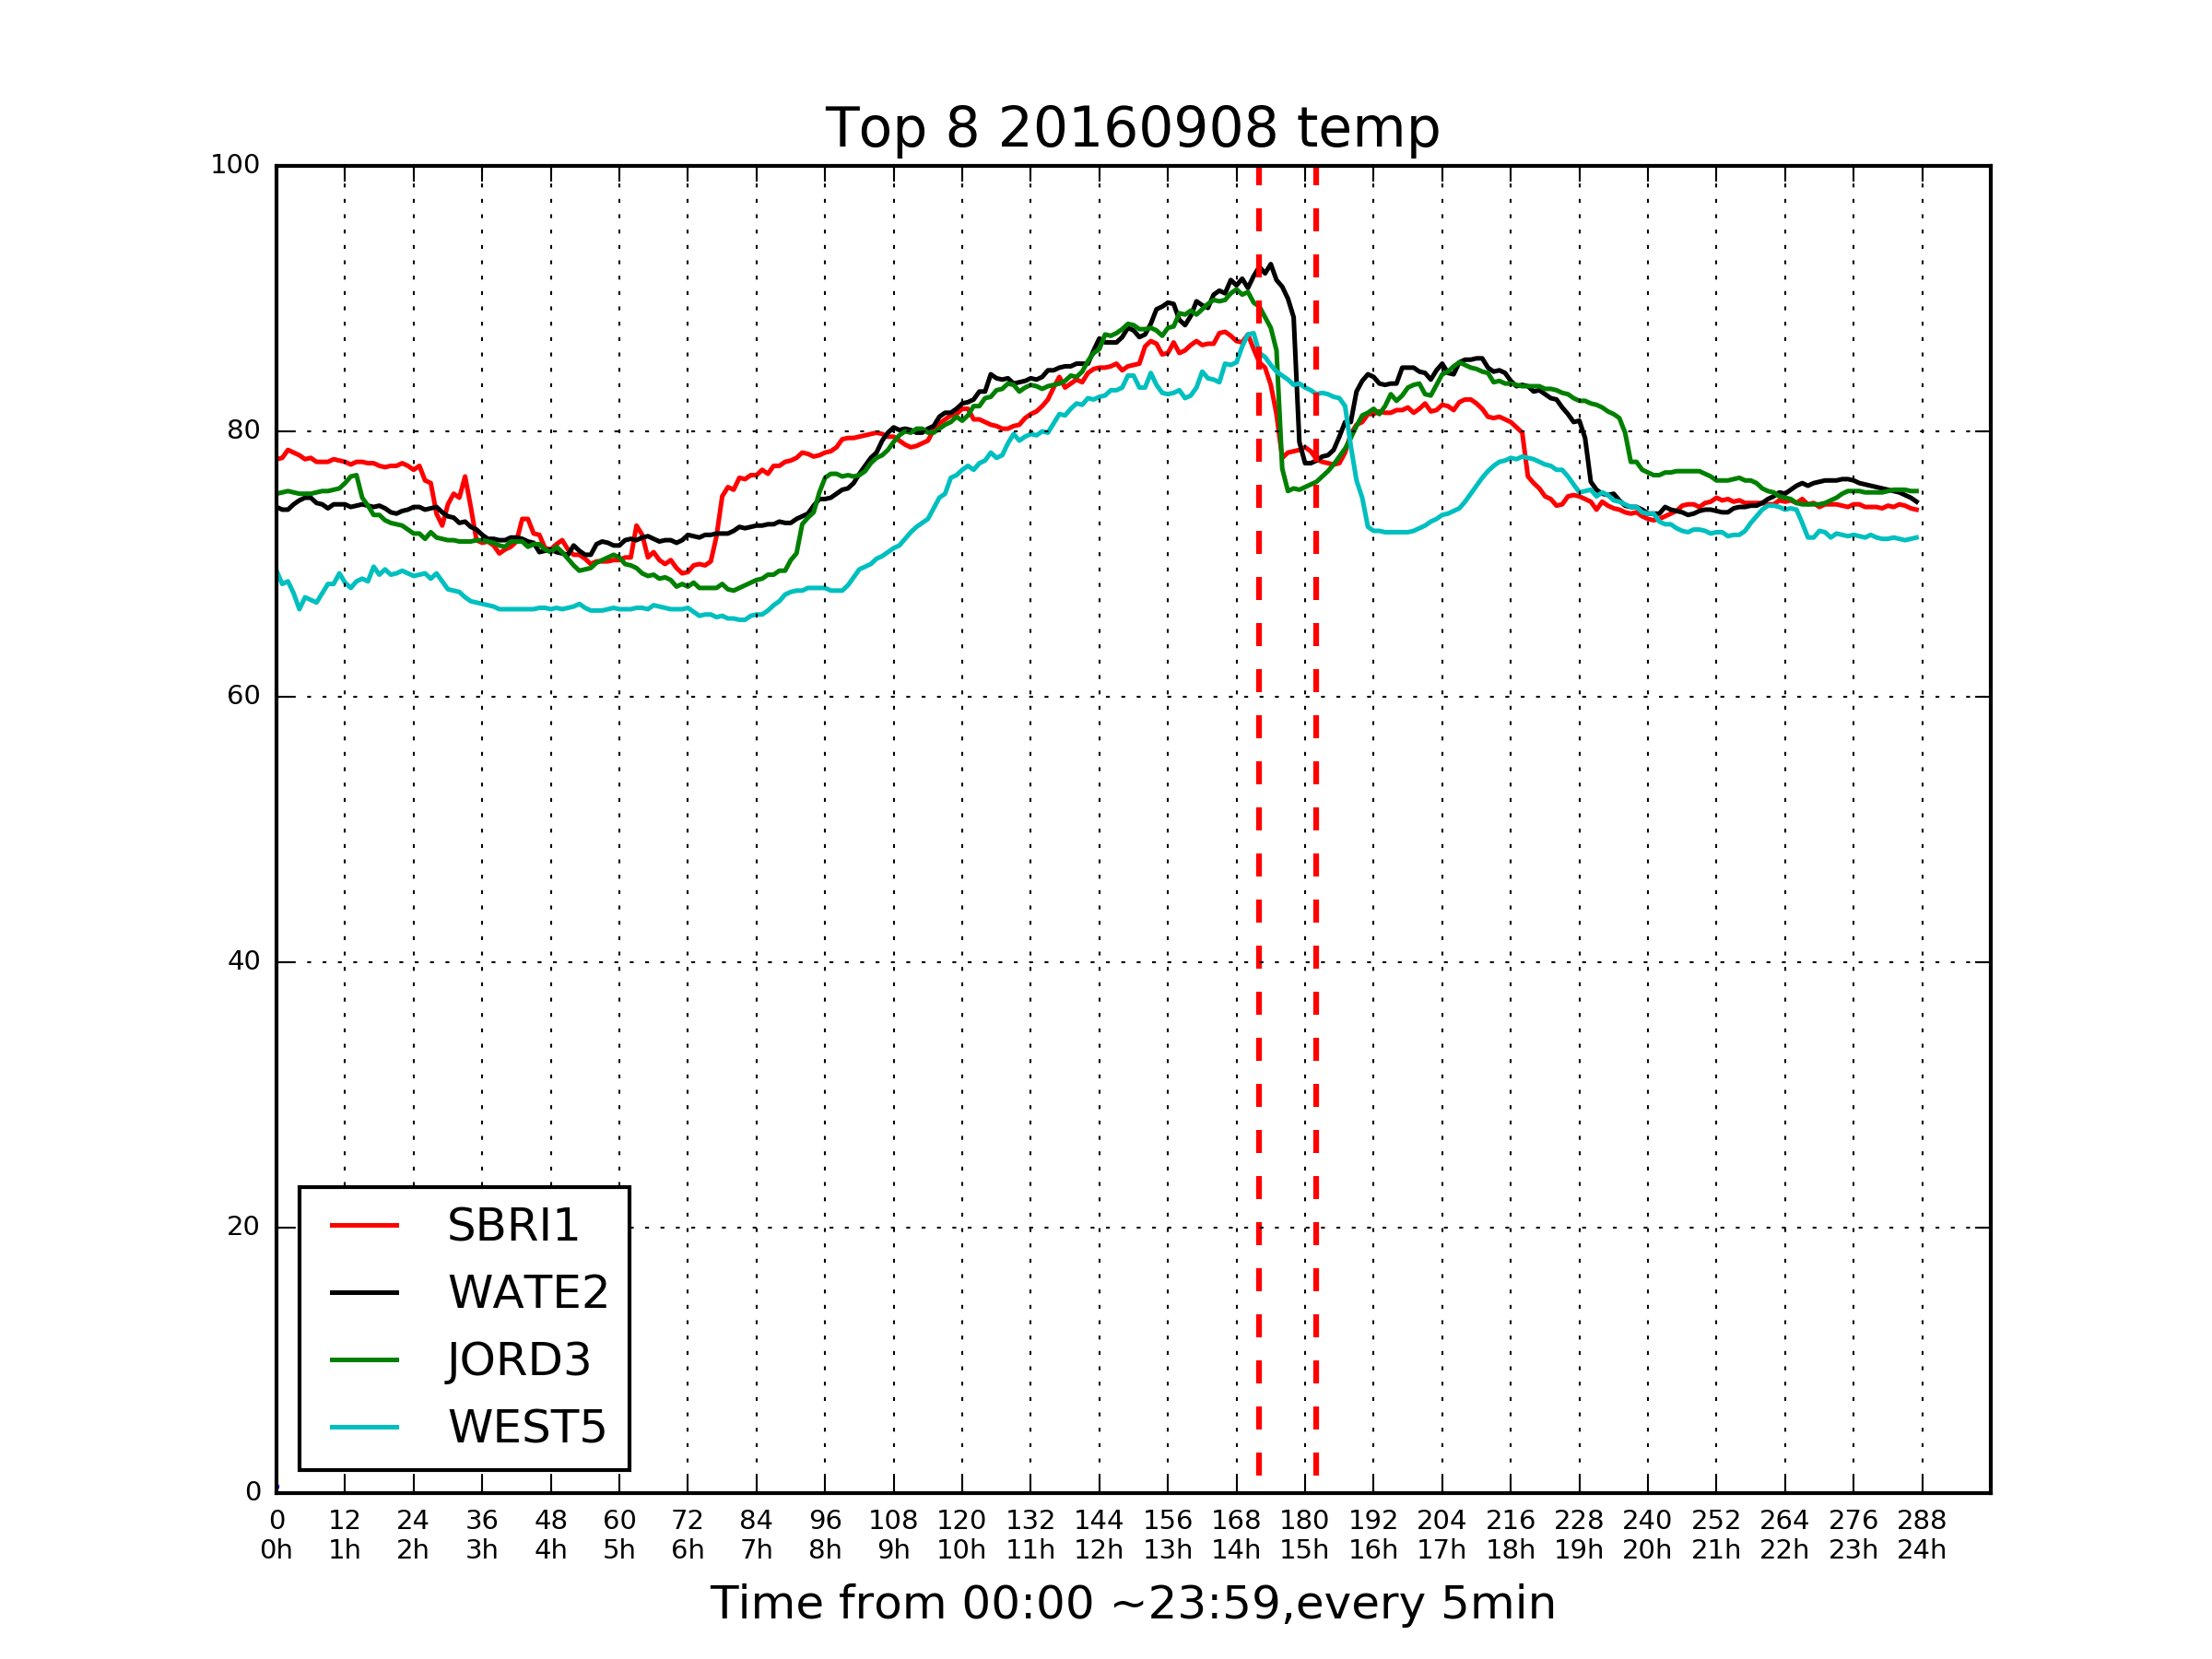 Top 8 20160908 temp
100
80
60
40
20
0
SBRI1
WATE2
JORD3
WEST5
0 12 24 36 48 60 72 84 96 108 120 132 144 156 168 180 192 204 216 228 240 252 264 276 288
0h 1h 2h 3h 4h 5h 6h 7h 8h 9h 10h 11h 12h 13h 14h 15h 16h 17h 18h 19h 20h 21h 22h 23h 24h
Time from 00:00 ~23:59,every 5min